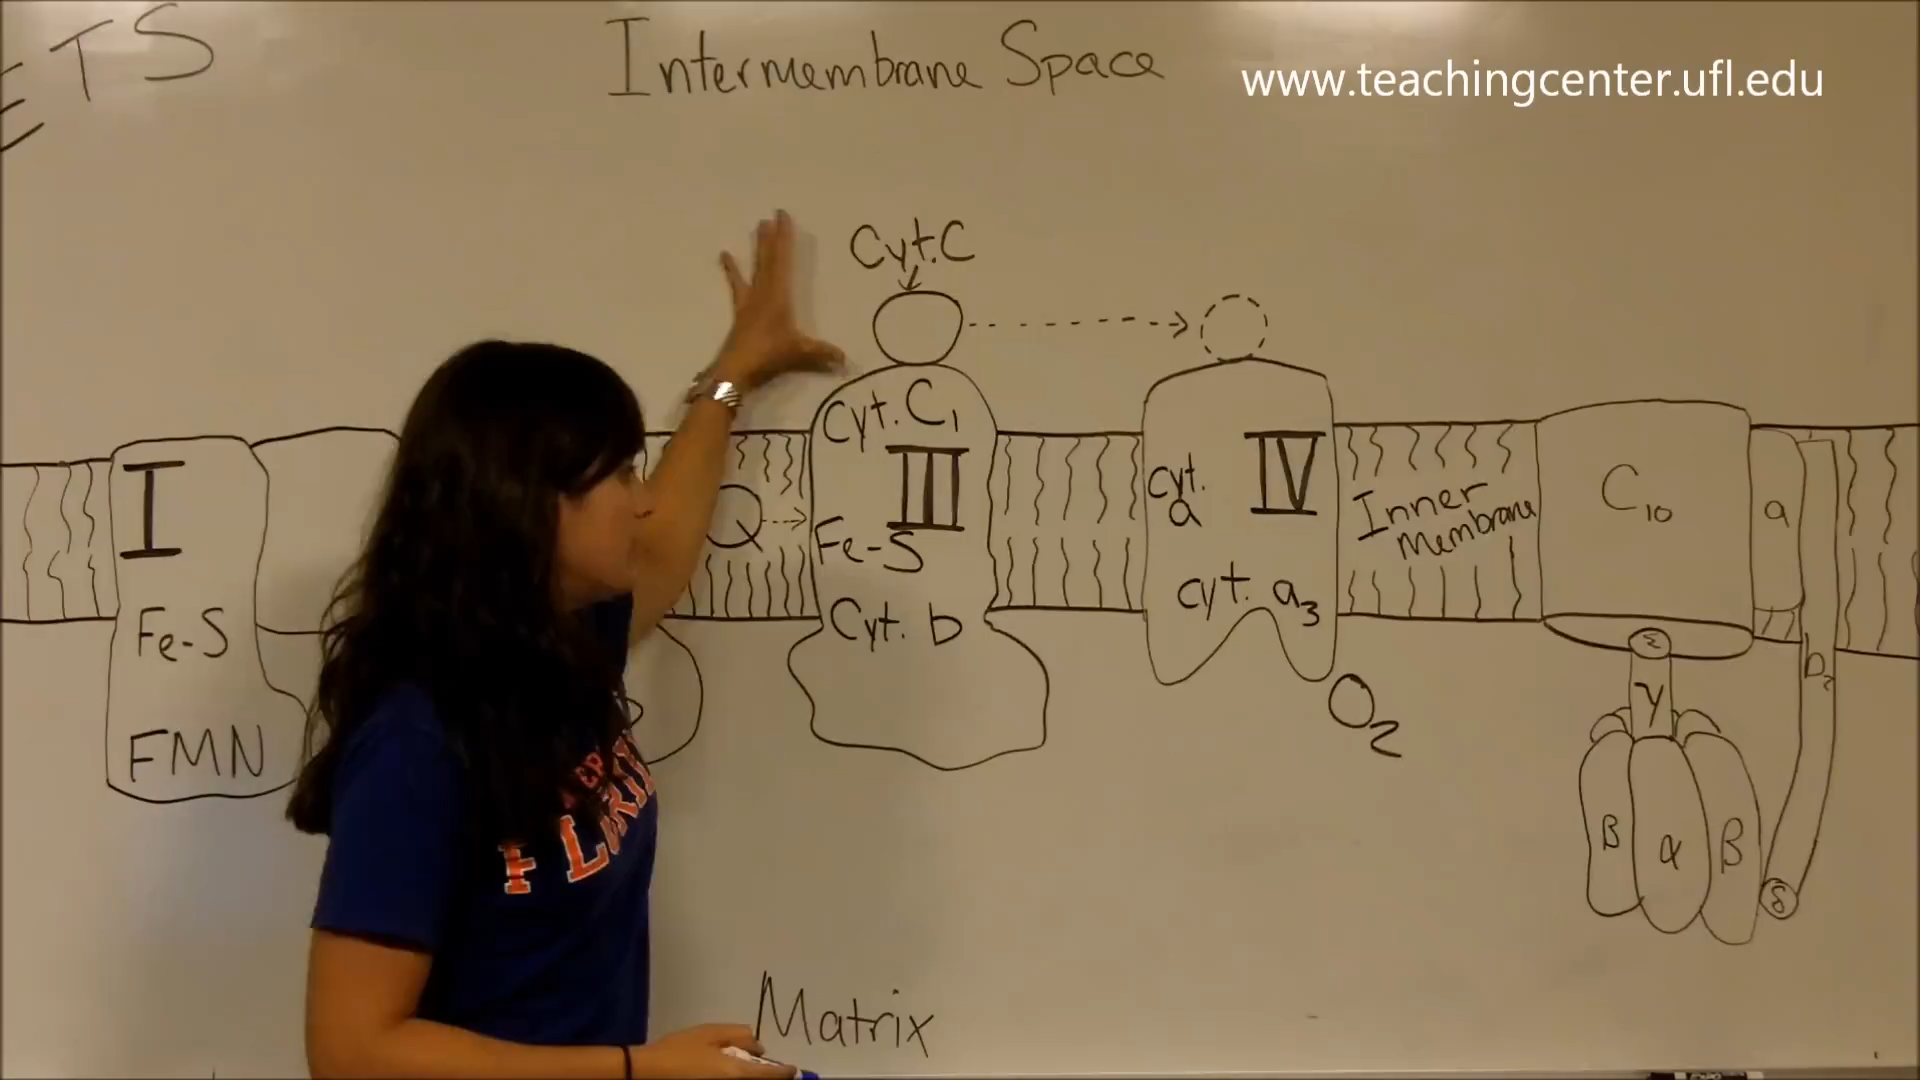 ETS
Intermembrane Space
www.teachingcenter.ufl.edu
Cyt. C
Cyt. C1
I
III
IV
Q
Fe-S
Cyt. b
cyt. a
cyt. a3
Inner
membrane
C10
a
Fe-S
FMN
O2
ε
b2
γ
β
α
β
δ
Matrix
FLORI